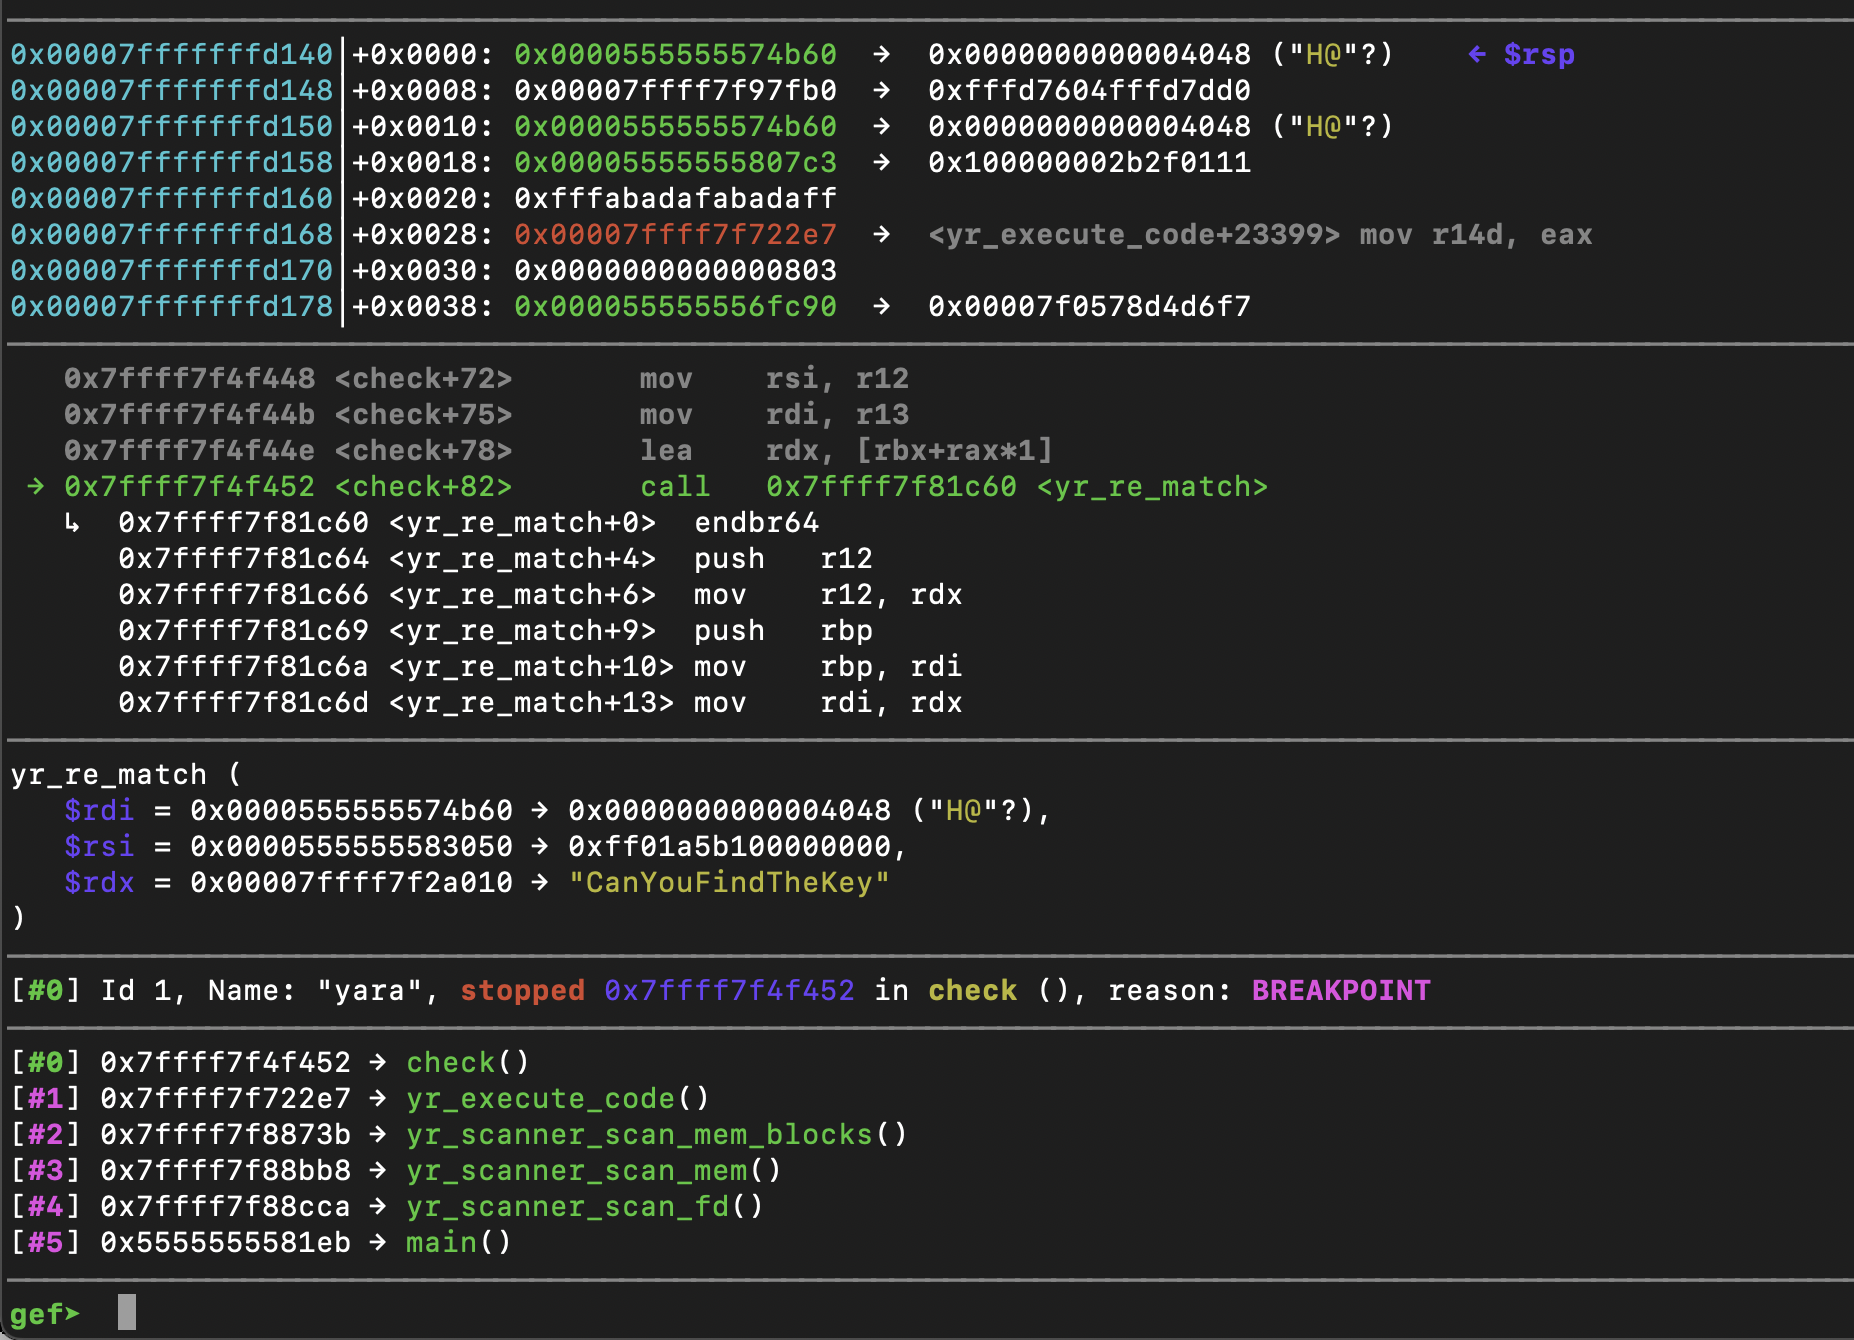 0x00007fffffffd140│+0x0000: 0x0000555555574b60  →  0x0000000000004048 ("H@"?)    ← $rsp
0x00007fffffffd148│+0x0008: 0x00007ffff7f97fb0  →  0xfffd7604fffd7dd0
0x00007fffffffd150│+0x0010: 0x0000555555574b60  →  0x0000000000004048 ("H@"?)
0x00007fffffffd158│+0x0018: 0x00005555555807c3  →  0x100000002b2f0111
0x00007fffffffd160│+0x0020: 0xfffabadafabadaff
0x00007fffffffd168│+0x0028: 0x00007ffff7f722e7  →  <yr_execute_code+23399> mov r14d, eax
0x00007fffffffd170│+0x0030: 0x0000000000000803
0x00007fffffffd178│+0x0038: 0x000055555556fc90  →  0x00007f0578d4d6f7
   0x7ffff7f4f448 <check+72>       mov    rsi, r12
   0x7ffff7f4f44b <check+75>       mov    rdi, r13
   0x7ffff7f4f44e <check+78>       lea    rdx, [rbx+rax*1]
 → 0x7ffff7f4f452 <check+82>       call   0x7ffff7f81c60 <yr_re_match>
   ↳  0x7ffff7f81c60 <yr_re_match+0>  endbr64
      0x7ffff7f81c64 <yr_re_match+4>  push   r12
      0x7ffff7f81c66 <yr_re_match+6>  mov    r12, rdx
      0x7ffff7f81c69 <yr_re_match+9>  push   rbp
      0x7ffff7f81c6a <yr_re_match+10> mov    rbp, rdi
      0x7ffff7f81c6d <yr_re_match+13> mov    rdi, rdx
yr_re_match (
   $rdi = 0x0000555555574b60 → 0x0000000000004048 ("H@"?),
   $rsi = 0x0000555555583050 → 0xff01a5b100000000,
   $rdx = 0x00007ffff7f2a010 → "CanYouFindTheKey"
)
[#0] Id 1, Name: "yara", stopped 0x7ffff7f4f452 in check (), reason: BREAKPOINT
[#0] 0x7ffff7f4f452 → check()
[#1] 0x7ffff7f722e7 → yr_execute_code()
[#2] 0x7ffff7f8873b → yr_scanner_scan_mem_blocks()
[#3] 0x7ffff7f88bb8 → yr_scanner_scan_mem()
[#4] 0x7ffff7f88cca → yr_scanner_scan_fd()
[#5] 0x5555555581eb → main()
gef➤